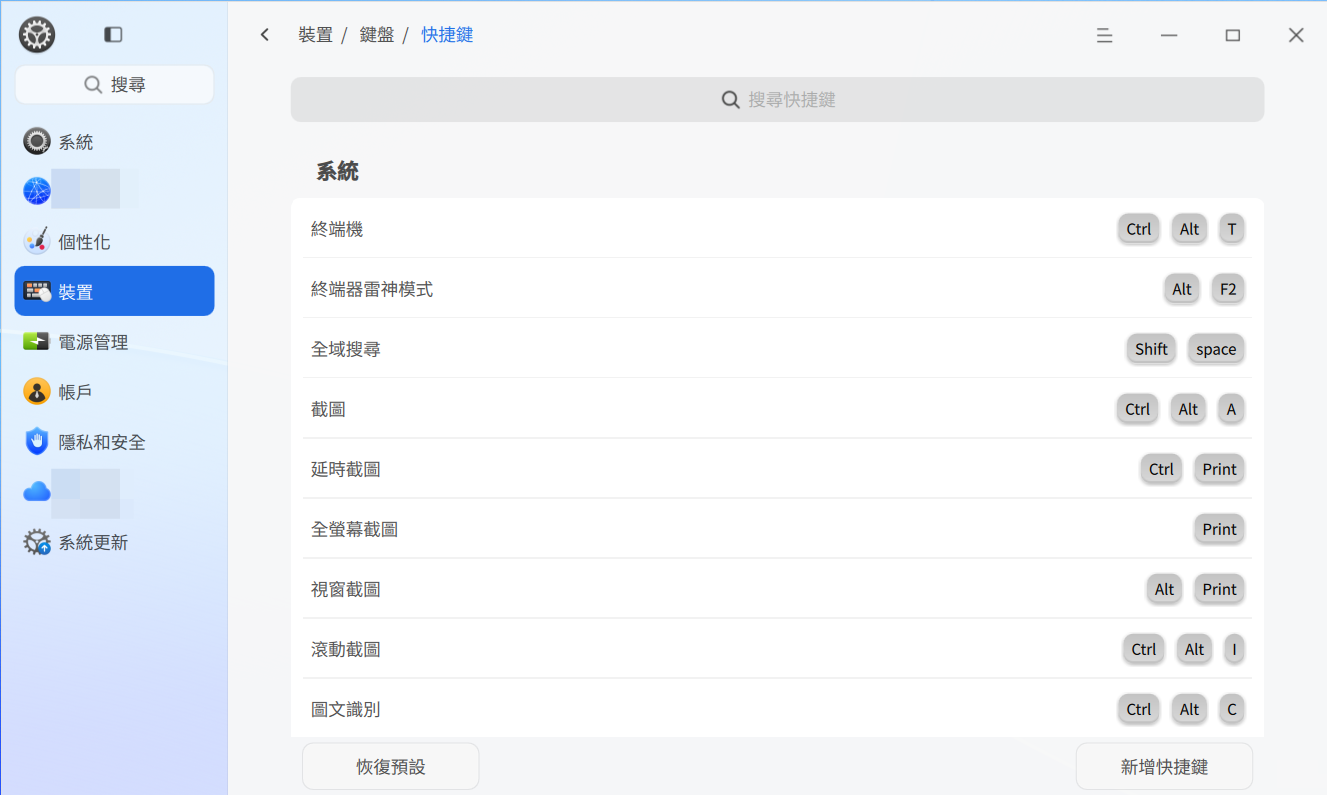 裝置 / 鍵盤 / 快捷鍵
搜尋
系統
個性化
裝置
電源管理
帳戶
隱私和安全
系統更新
搜尋快捷鍵
系統
終端機 Ctrl Alt T
終端器雷神模式 Alt F2
全域搜尋 Shift space
截圖 Ctrl Alt A
延時截圖 Ctrl Print
全螢幕截圖 Print
視窗截圖 Alt Print
滾動截圖 Ctrl Alt I
圖文識別 Ctrl Alt C
恢復預設 新增快捷鍵